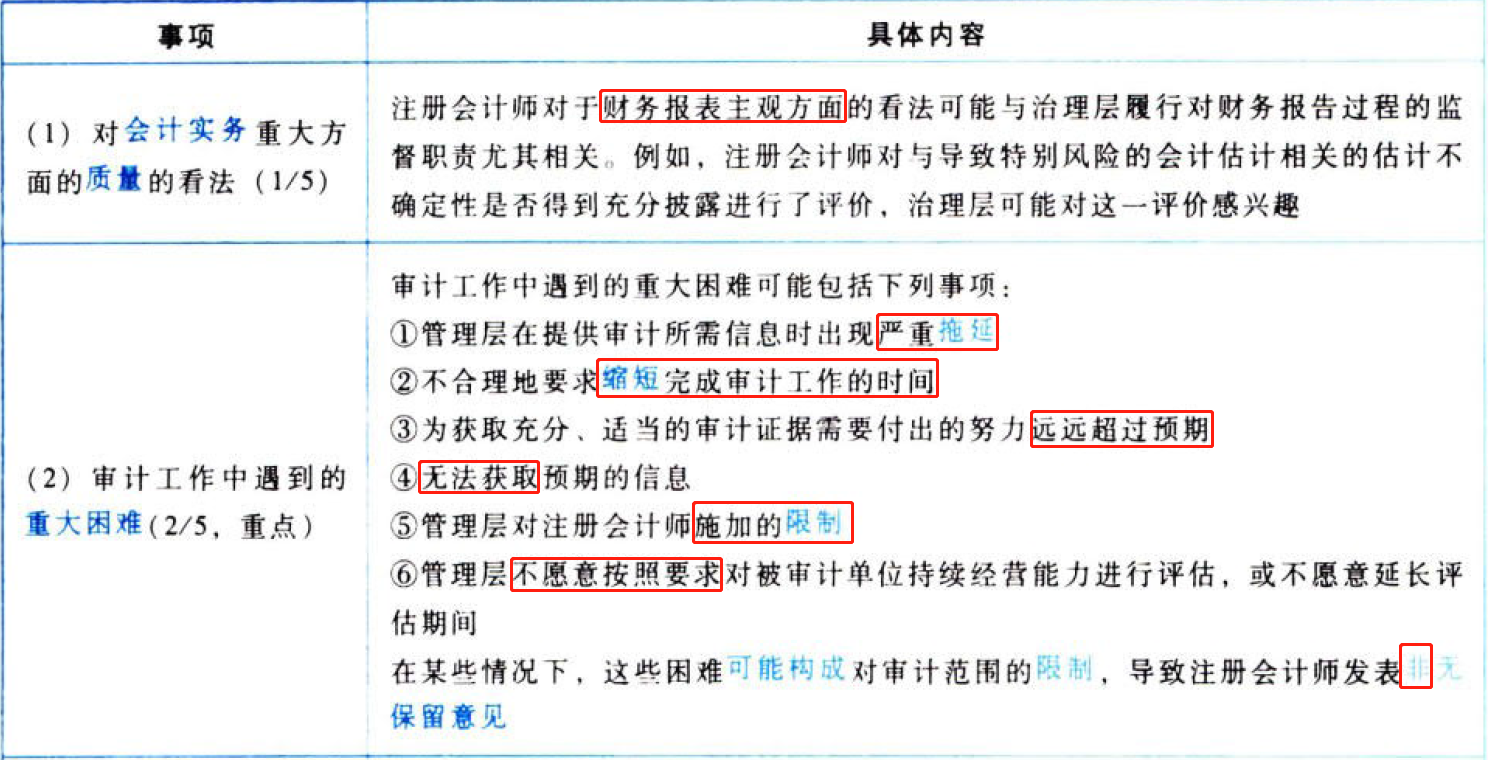 事项
具体内容
(1) 对会计实务重大方
面的质量的看法 (1/5)
注册会计师对于财务报表主观方面的看法可能与治理层履行对财务报告过程的监
督职责尤其相关。例如，注册会计师对与导致特别风险的会计估计相关的估计不
确定性是否得到充分披露进行了评价，治理层可能对这一评价感兴趣
(2) 审计工作中遇到的
重大困难(2/5，重点)
审计工作中遇到的重大困难可能包括下列事项：
①管理层在提供审计所需信息时出现严重拖延
②不合理地要求缩短完成审计工作的时间
③为获取充分、适当的审计证据需要付出的努力远远超过预期
④无法获取预期的信息
⑤管理层对注册会计师施加的限制
⑥管理层不愿意按照要求对被审计单位持续经营能力进行评估，或不愿意延长评
估期间
在某些情况下，这些困难可能构成对审计范围的限制，导致注册会计师发表非无
保留意见